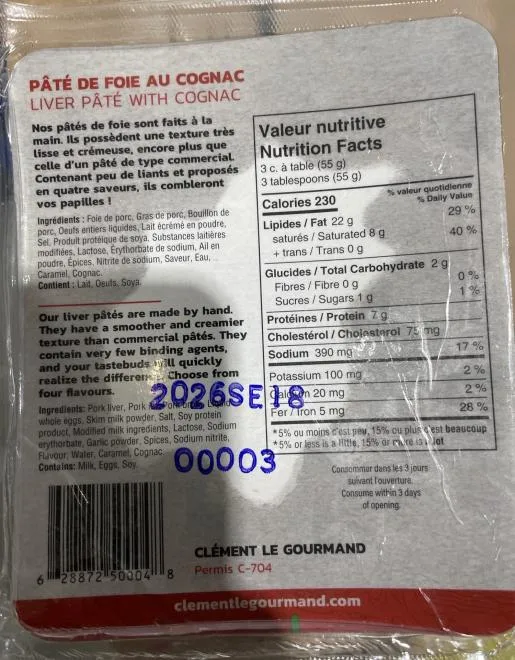 PÂTÉ DE FOIE AU COGNAC
LIVER PÂTÉ WITH COGNAC
Nos pâtés de foie sont faits à la
main. Ils possèdent une texture très
lisse et crémeuse, encore plus que
celle d'un pâté de type commercial.
Contenant peu de liants et proposés
en quatre saveurs, ils combleront
vos papilles !
Ingrédients : Foie de porc, Gras de porc, Bouillon de
porc, Oeufs entiers liquides, Lait écrémé en poudre,
Sel, Produit protéique de soya, Substances laitières
modifiées, Lactose, Érythorbate de sodium, Ail en
poudre, Épices, Nitrite de sodium, Saveur, Eau,
Caramel, Cognac.
Contient : Lait, Oeufs, Soya.
Our liver pâtés are made by hand.
They have a smoother and creamier
texture than commercial pâtés. They
contain very few binding agents,
and your tastebuds will quickly
realize the difference. Choose from
four flavours.
Ingredients: Pork liver, Pork
whole eggs, Skim milk powder, Salt, Soy protein
product, Modified milk ingredients, Lactose, Sodium
erythorbate, Garlic powder, Spices, Sodium nitrite,
Flavour, Water, Caramel, Cognac.
Contains: Milk, Eggs, Soy.
2026SE18
00003
6 28872 50004 8
Valeur nutritive
Nutrition Facts
3 c. à table (55 g)
3 tablespoons (55 g)
Calories 230
% valeur quotidienne
% Daily Value
Lipides / Fat 22 g 29 %
saturés / Saturated 8 g 40 %
+ trans / Trans 0 g
Glucides / Total Carbohydrate 2 g
Fibres / Fibre 0 g 0 %
Sucres / Sugars 1 g 1 %
Protéines / Protein 7 g
Cholestérol / Cholesterol 75 mg
Sodium 390 mg 17 %
Potassium 100 mg 2 %
Calcium 20 mg 2 %
Fer / Iron 5 mg 28 %
*5% ou moins c'est peu, 15% ou plus c'est beaucoup
*5% or less is a little, 15% or more is a lot
Consommer dans les 3 jours
suivant l'ouverture.
Consume within 3 days
of opening.
CLÉMENT LE GOURMAND
Permis C-704
clementlegourmand.com